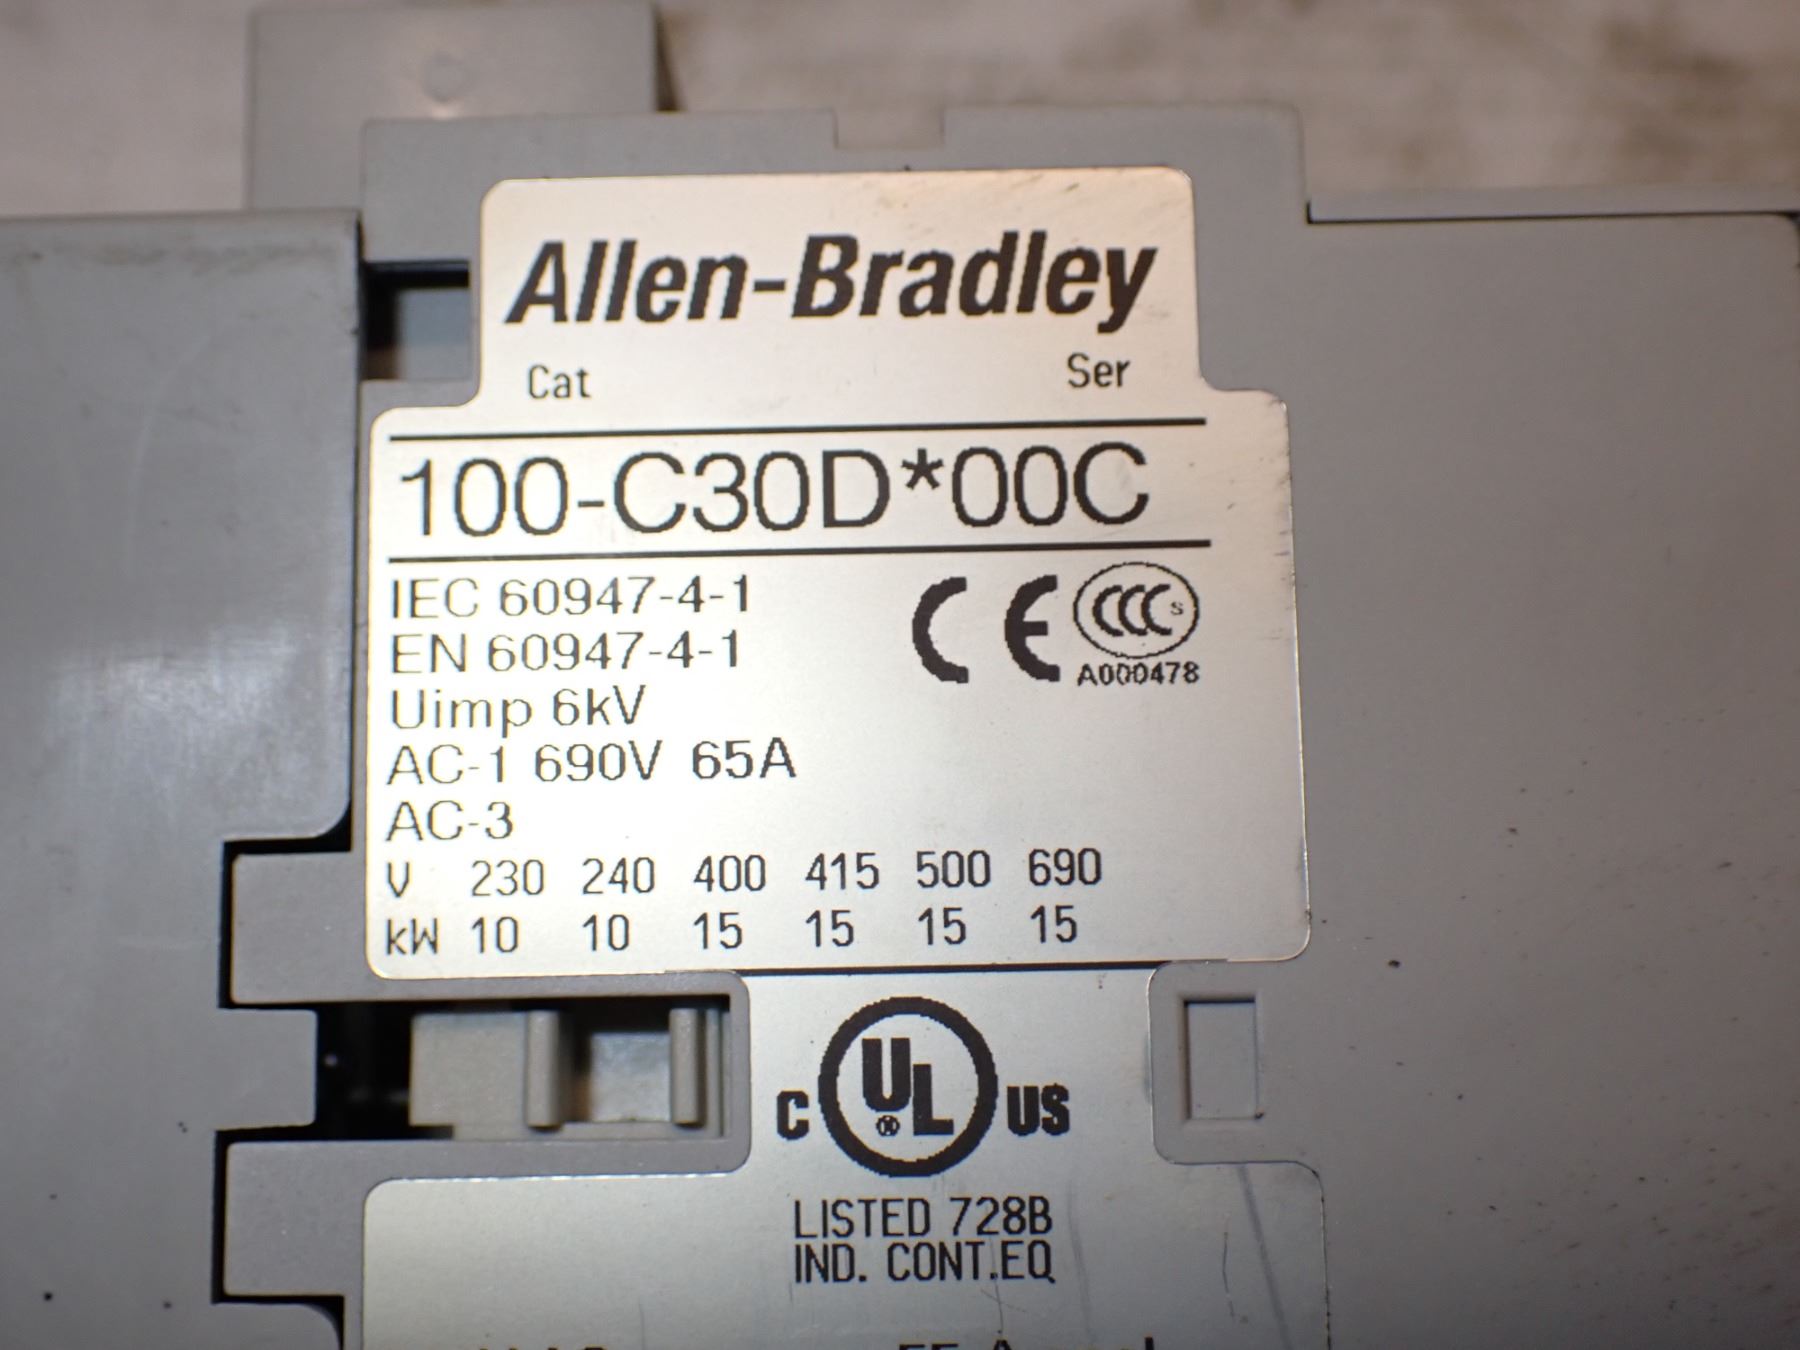 Allen-Bradley
Cat Ser
100-C30D*00C
IEC 60947-4-1
EN 60947-4-1
Uimp 6kV
AC-1 690V 65A
AC-3
CE CCC S
A000478
V 230 240 400 415 500 690
kW 10 10 15 15 15 15
C UL ® US
LISTED 728B
IND. CONT.EQ